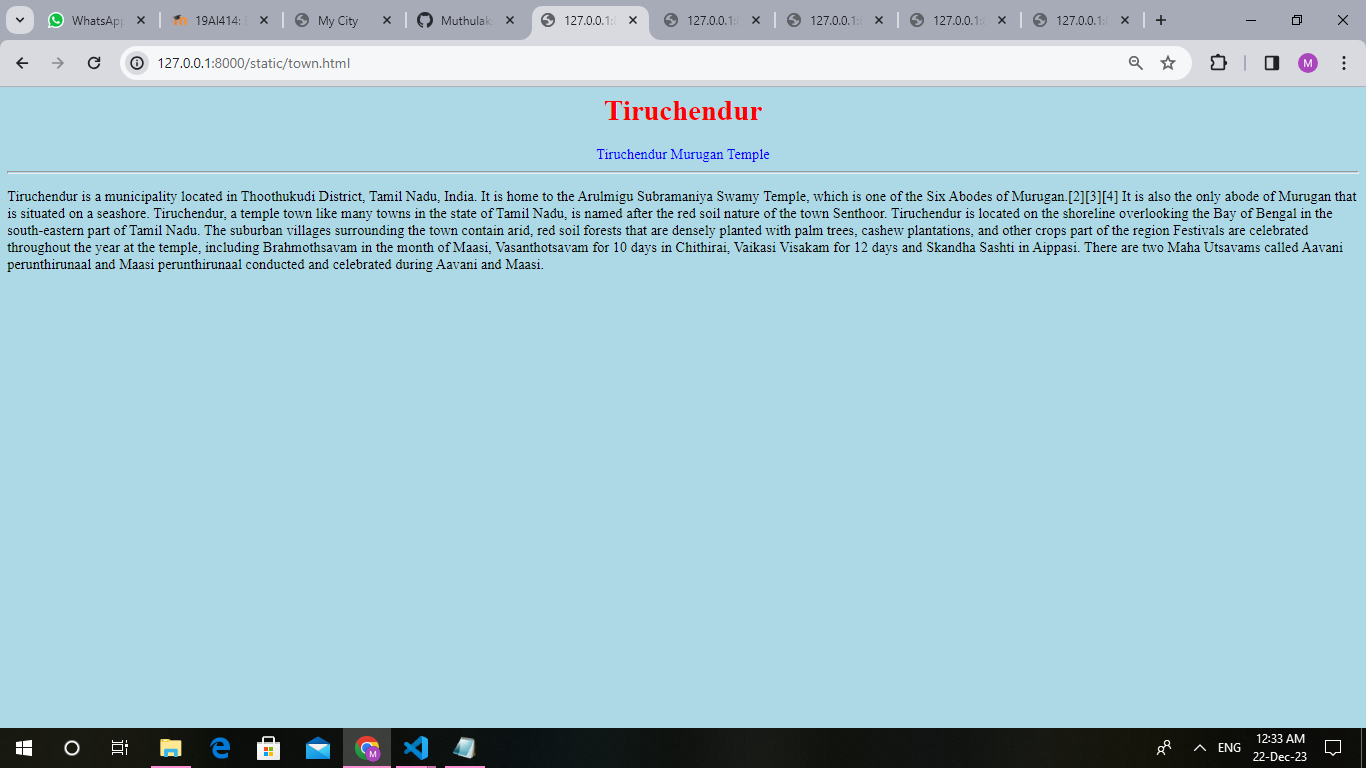 WhatsApp
19AI414:
My City
Muthulak
127.0.0.1:
127.0.0.1:
127.0.0.1:
127.0.0.1:
127.0.0.1:
127.0.0.1:8000/static/town.html
M
Tiruchendur
Tiruchendur Murugan Temple
Tiruchendur is a municipality located in Thoothukudi District, Tamil Nadu, India. It is home to the Arulmigu Subramaniya Swamy Temple, which is one of the Six Abodes of Murugan.[2][3][4] It is also the only abode of Murugan that
is situated on a seashore. Tiruchendur, a temple town like many towns in the state of Tamil Nadu, is named after the red soil nature of the town Senthoor. Tiruchendur is located on the shoreline overlooking the Bay of Bengal in the
south-eastern part of Tamil Nadu. The suburban villages surrounding the town contain arid, red soil forests that are densely planted with palm trees, cashew plantations, and other crops part of the region Festivals are celebrated
throughout the year at the temple, including Brahmothsavam in the month of Maasi, Vasanthotsavam for 10 days in Chithirai, Vaikasi Visakam for 12 days and Skandha Sashti in Aippasi. There are two Maha Utsavams called Aavani
perunthirunaal and Maasi perunthirunaal conducted and celebrated during Aavani and Maasi.
M
ENG
12:33 AM
22-Dec-23